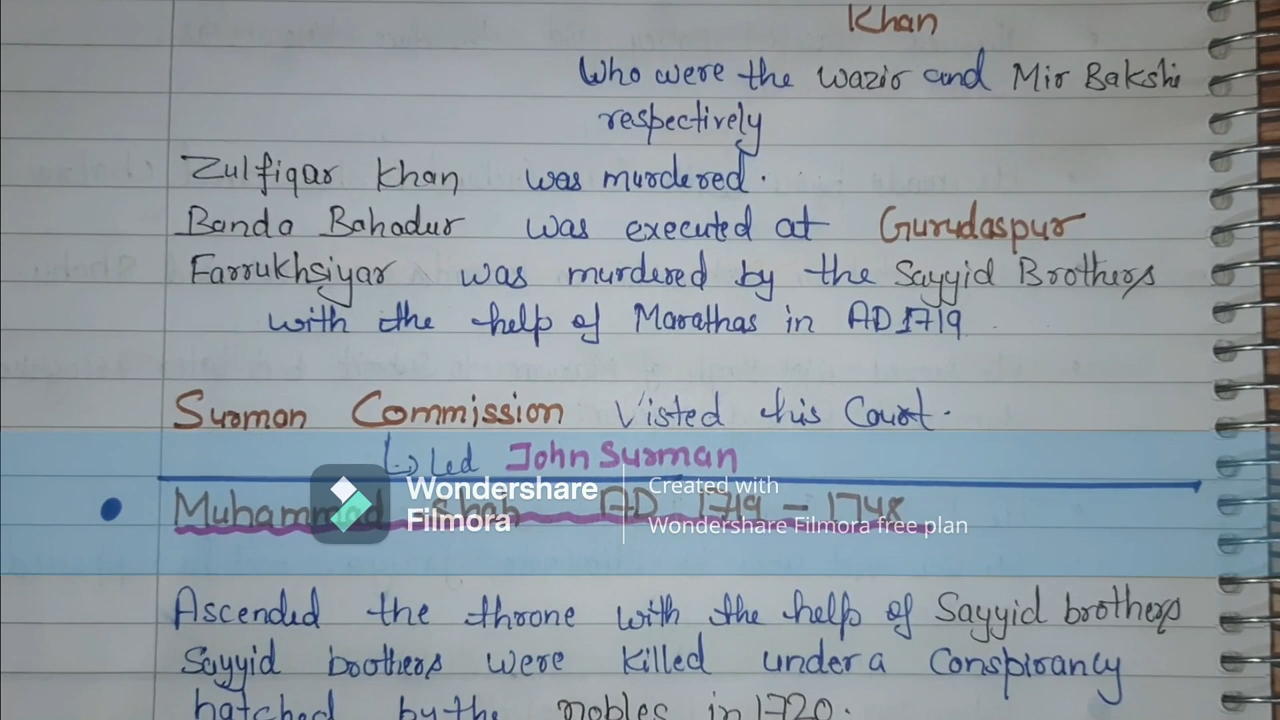 Khan
Who were the Wazir and Mir Bakshi
respectively
Zulfiqar Khan was murdered.
Banda Bahadur was executed at Gurudaspur
Farrukhsiyar was murdered by the Sayyid Brothers
with the help of Marathas in AD 1719
Surman Commission Visted this Court.
↳ Led John Surman
Wondershare
Filmora
Created with
Wondershare Filmora free plan
Muhammad Shah AD 1719 - 1748
Ascended the throne with the help of Sayyid brothers
Sayyid brothers were killed under a Conspirancy
hatched by the nobles in 1720.